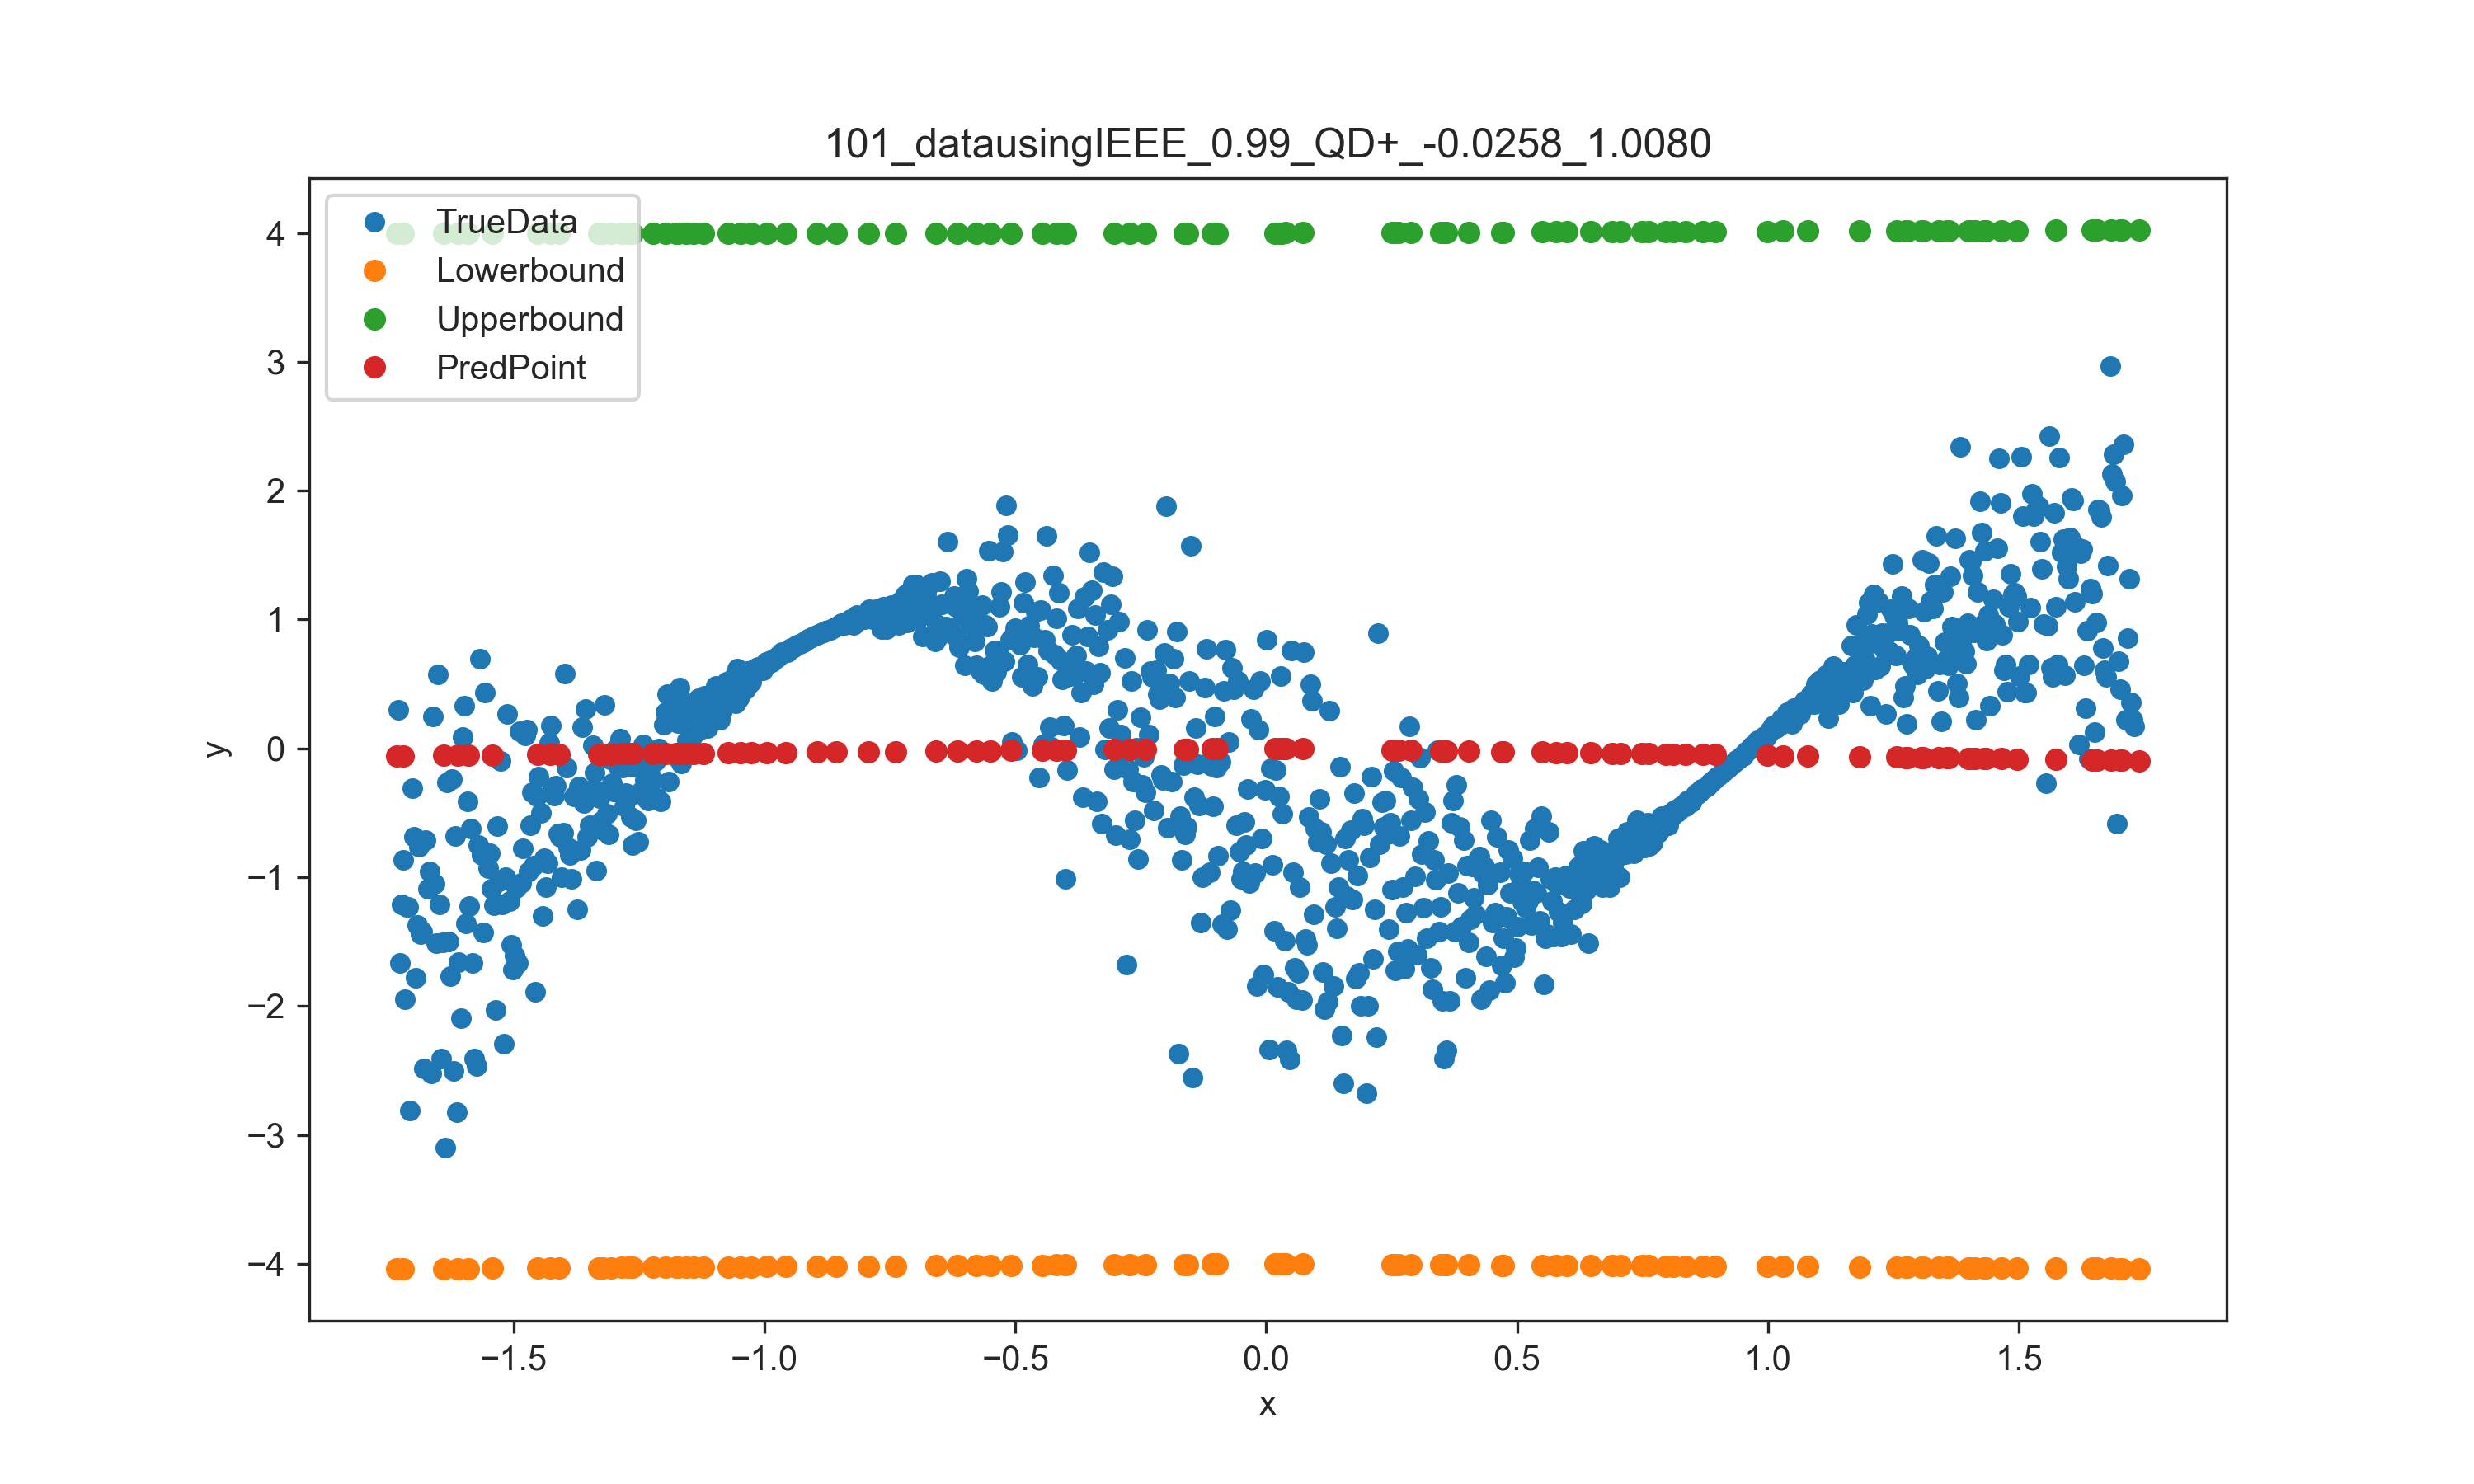 101_datausingIEEE_0.99_QD+_-0.0258_1.0080
TrueData
Lowerbound
Upperbound
PredPoint
4
3
2
1
0
−1
−2
−3
−4
y
−1.5 −1.0 −0.5 0.0 0.5 1.0 1.5
x